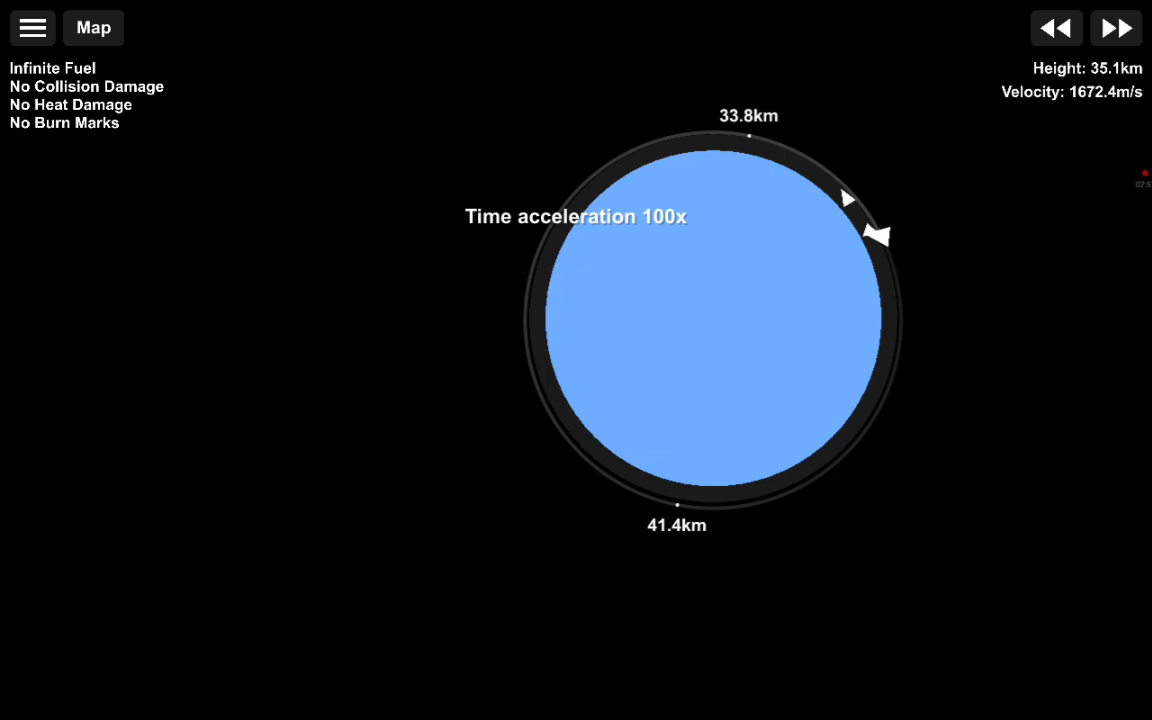 Map
Infinite Fuel
No Collision Damage
No Heat Damage
No Burn Marks
Height: 35.1km
Velocity: 1672.4m/s
33.8km
Time acceleration 100x
41.4km